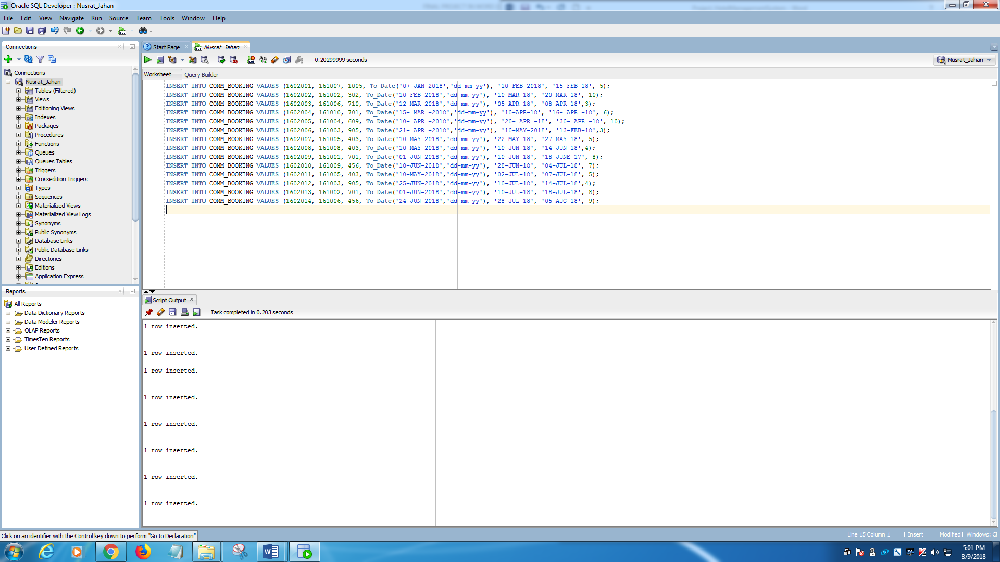 Oracle SQL Developer : Nusrat_Jahan
File Edit View Navigate Run Source Team Tools Window Help
Connections
Connections
Nusrat_Jahan
Tables (Filtered)
Views
Editioning Views
Indexes
Packages
Procedures
Functions
Queues
Queues Tables
Triggers
Crossedition Triggers
Types
Sequences
Materialized Views
Materialized View Logs
Synonyms
Public Synonyms
Database Links
Public Database Links
Directories
Editions
Application Express
Reports
All Reports
Data Dictionary Reports
Data Modeler Reports
OLAP Reports
TimesTen Reports
User Defined Reports
Start Page
Nusrat_Jahan
0.20299999 seconds
Nusrat_Jahan
Worksheet Query Builder
INSERT INTO COMM_BOOKING VALUES (1602001, 161007, 1005, To_Date('07-JAN-2018','dd-mm-yy'), '10-FEB-2018', '15-FEB-18', 5);
INSERT INTO COMM_BOOKING VALUES (1602002, 161002, 302, To_Date('10-FEB-2018','dd-mm-yy'), '10-MAR-18', '20-MAR-18', 10);
INSERT INTO COMM_BOOKING VALUES (1602003, 161006, 710, To_Date('12-MAR-2018','dd-mm-yy'), '05-APR-18', '08-APR-18',3);
INSERT INTO COMM_BOOKING VALUES (1602004, 161010, 701, To_Date('15- MAR -2018','dd-mm-yy'), '10-APR-18', '16- APR -18', 6);
INSERT INTO COMM_BOOKING VALUES (1602005, 161004, 609, To_Date('10- APR -2018','dd-mm-yy'), '20- APR -18', '30- APR -18', 10);
INSERT INTO COMM_BOOKING VALUES (1602006, 161003, 905, To_Date('21- APR -2018','dd-mm-yy'), '10-MAY-2018', '13-FEB-18',3);
INSERT INTO COMM_BOOKING VALUES (1602007, 161005, 403, To_Date('10-MAY-2018','dd-mm-yy'), '22-MAY-18', '27-MAY-18', 5);
INSERT INTO COMM_BOOKING VALUES (1602008, 161008, 403, To_Date('10-MAY-2018','dd-mm-yy'), '10-JUN-18', '14-JUN-18',4);
INSERT INTO COMM_BOOKING VALUES (1602009, 161001, 701, To_Date('01-JUN-2018','dd-mm-yy'), '10-JUN-18', '18-JUNE-17', 8);
INSERT INTO COMM_BOOKING VALUES (1602010, 161009, 456, To_Date('10-JUN-2018','dd-mm-yy'), '28-JUN-18', '04-JUL-18', 7);
INSERT INTO COMM_BOOKING VALUES (1602011, 161005, 403, To_Date('10-MAY-2018','dd-mm-yy'), '02-JUL-18', '07-JUL-18', 5);
INSERT INTO COMM_BOOKING VALUES (1602012, 161003, 905, To_Date('25-JUN-2018','dd-mm-yy'), '10-JUL-18', '14-JUL-18',4);
INSERT INTO COMM_BOOKING VALUES (1602013, 161002, 701, To_Date('01-JUN-2018','dd-mm-yy'), '10-JUL-18', '18-JUL-18', 8);
INSERT INTO COMM_BOOKING VALUES (1602014, 161006, 456, To_Date('24-JUN-2018','dd-mm-yy'), '28-JUL-18', '05-AUG-18', 9);
Script Output
Task completed in 0.203 seconds
1 row inserted.
1 row inserted.
1 row inserted.
1 row inserted.
1 row inserted.
1 row inserted.
1 row inserted.
1 row inserted.
Click on an identifier with the Control key down to perform "Go to Declaration"
Line 15 Column 1 | Insert | Modified | Windows: CF
5:01 PM
8/9/2018